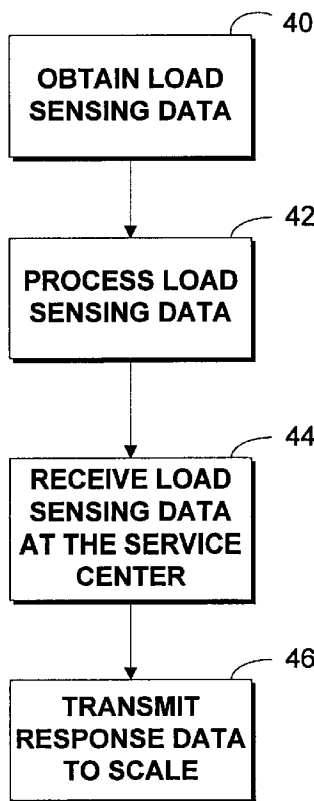 40
OBTAIN LOAD
SENSING DATA
42
PROCESS LOAD
SENSING DATA
44
RECEIVE LOAD
SENSING DATA
AT THE SERVICE
CENTER
46
TRANSMIT
RESPONSE DATA
TO SCALE